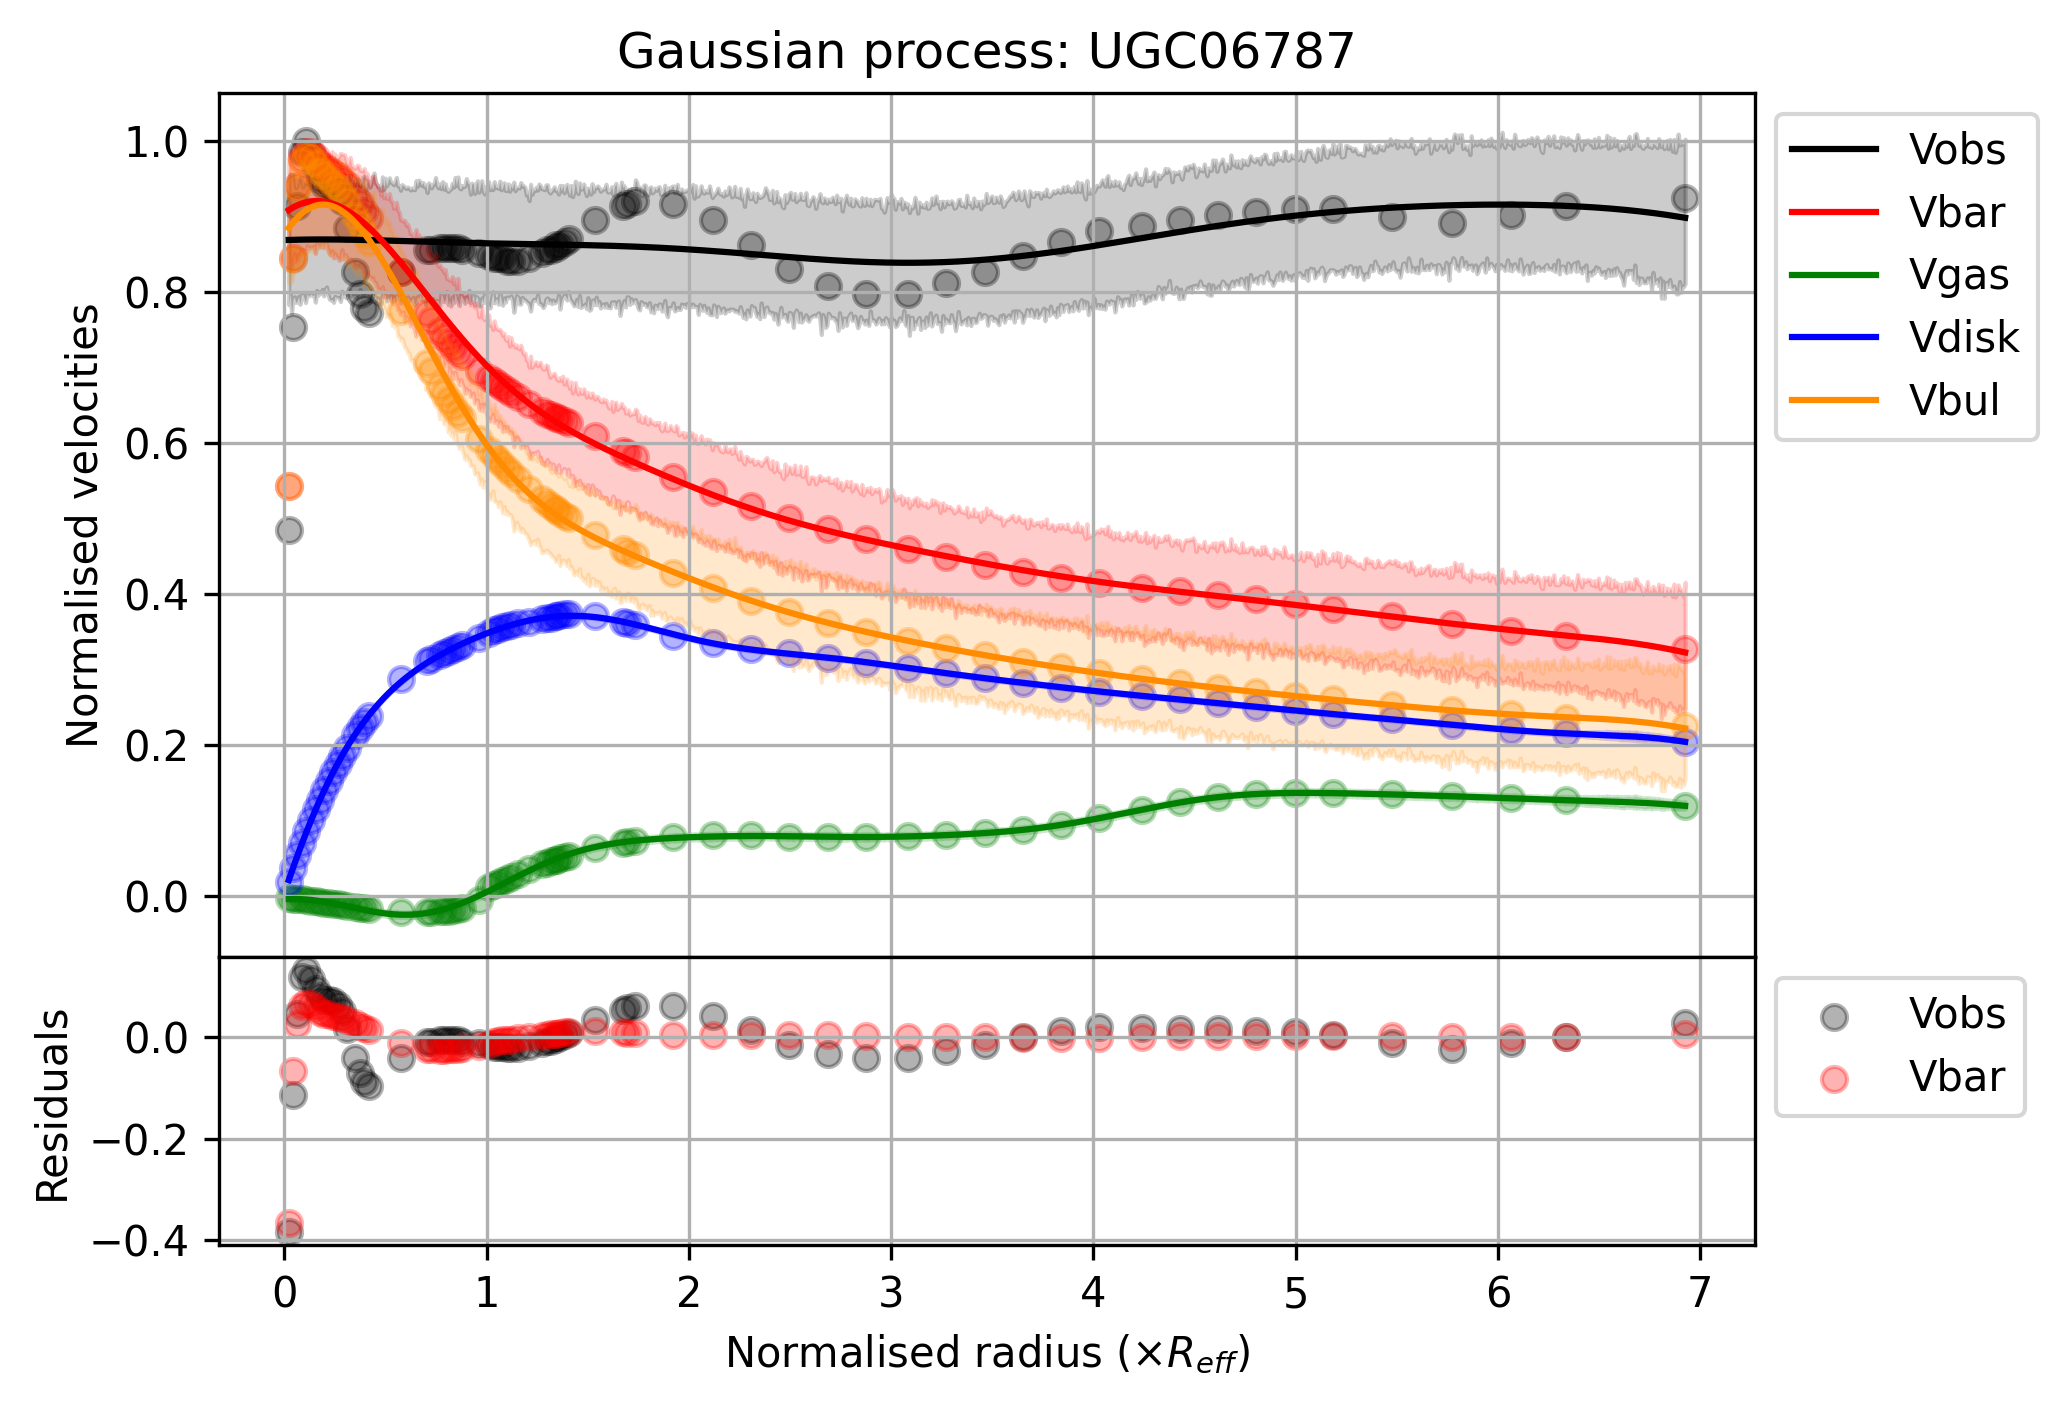 Gaussian process: UGC06787
Normalised velocities
1.0
0.8
0.6
0.4
0.2
0.0
Vobs
Vbar
Vgas
Vdisk
Vbul
Residuals
0.0
−0.2
−0.4
Vobs
Vbar
0 1 2 3 4 5 6 7
Normalised radius (×R_eff)